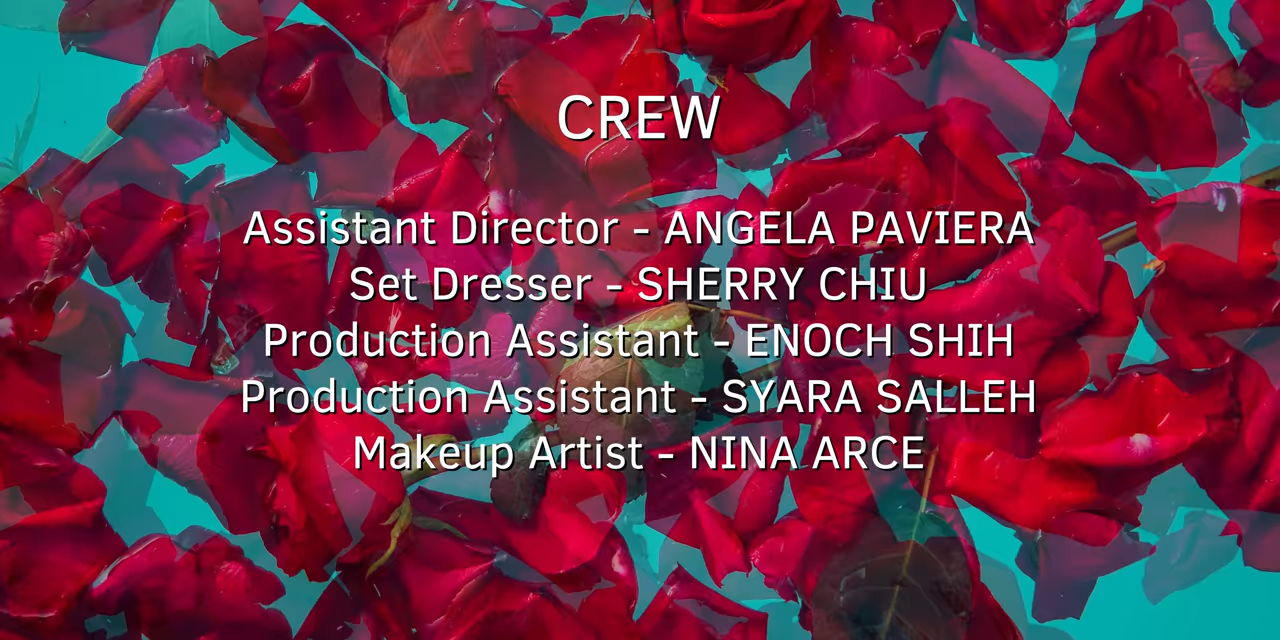 CREW
Assistant Director - ANGELA PAVIERA
Set Dresser - SHERRY CHIU
Production Assistant - ENOCH SHIH
Production Assistant - SYARA SALLEH
Makeup Artist - NINA ARCE